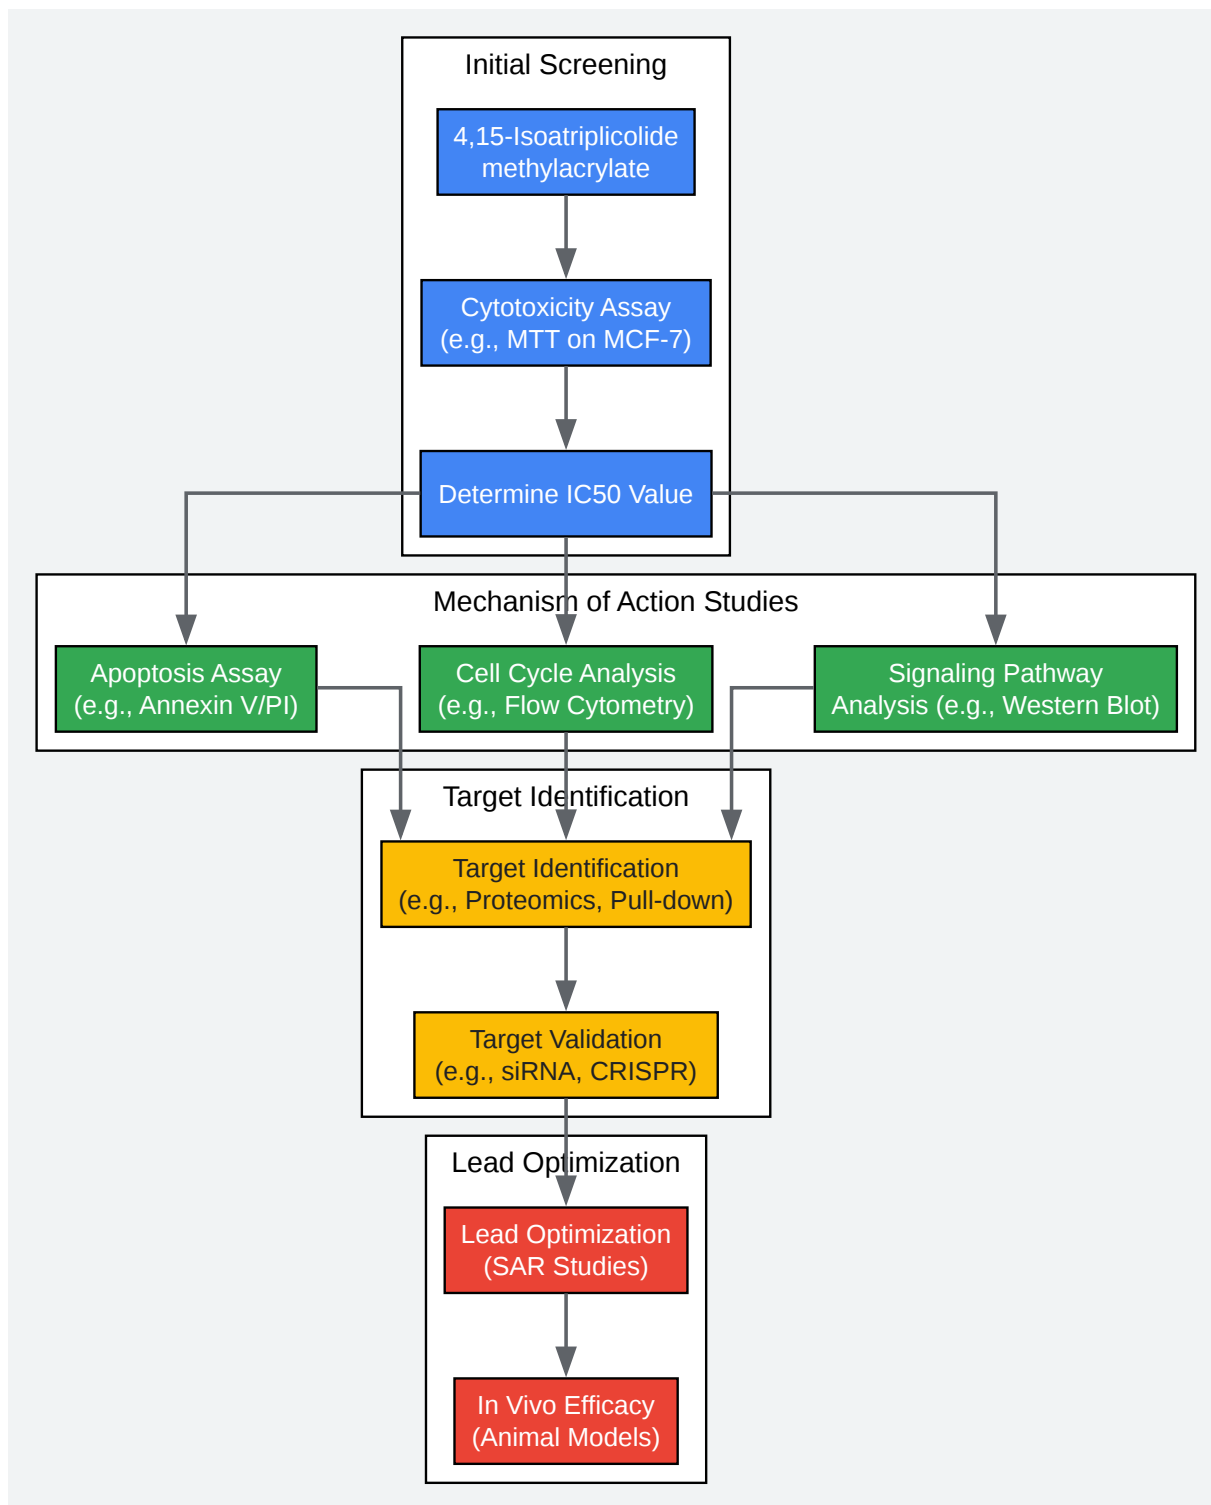 Initial Screening
4,15-Isoatriplicolide
methylacrylate
Cytotoxicity Assay
(e.g., MTT on MCF-7)
Determine IC50 Value
Mechanism of Action Studies
Apoptosis Assay
(e.g., Annexin V/PI)
Cell Cycle Analysis
(e.g., Flow Cytometry)
Signaling Pathway
Analysis (e.g., Western Blot)
Target Identification
Target Identification
(e.g., Proteomics, Pull-down)
Target Validation
(e.g., siRNA, CRISPR)
Lead Optimization
Lead Optimization
(SAR Studies)
In Vivo Efficacy
(Animal Models)